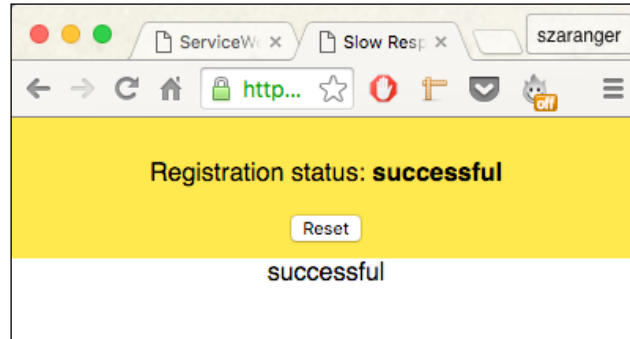 ServiceW
Slow Resp
szaranger
http...
off
Registration status: successful
Reset
successful